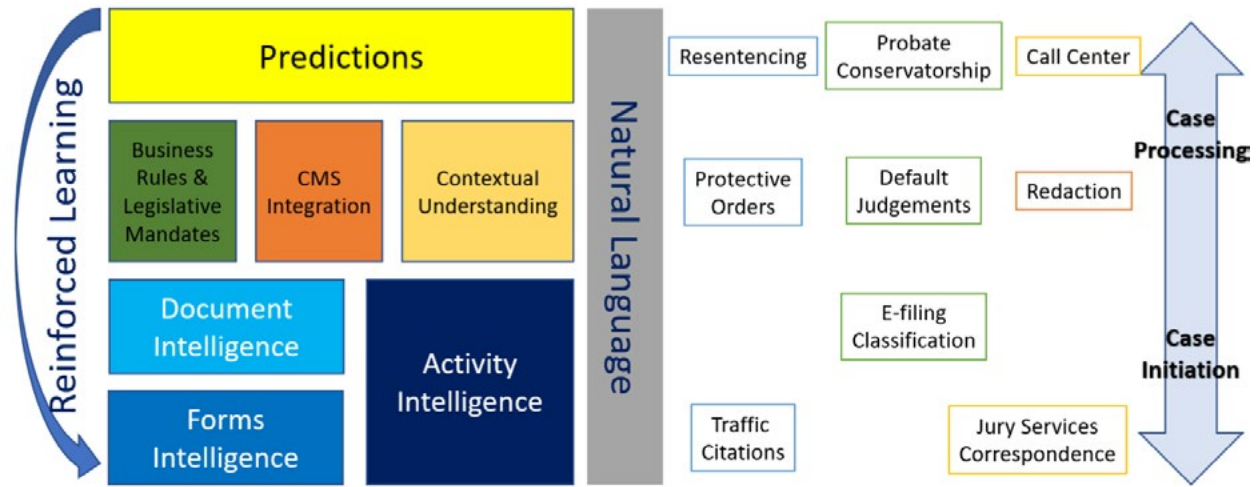 Reinforced Learning
Predictions
Business
Rules &
Legislative
Mandates
CMS
Integration
Contextual
Understanding
Document
Intelligence
Forms
Intelligence
Activity
Intelligence
Natural Language
Resentencing
Probate
Conservatorship
Call Center
Protective
Orders
Default
Judgements
Redaction
E-filing
Classification
Traffic
Citations
Jury Services
Correspondence
Case
Processing
Case
Initiation